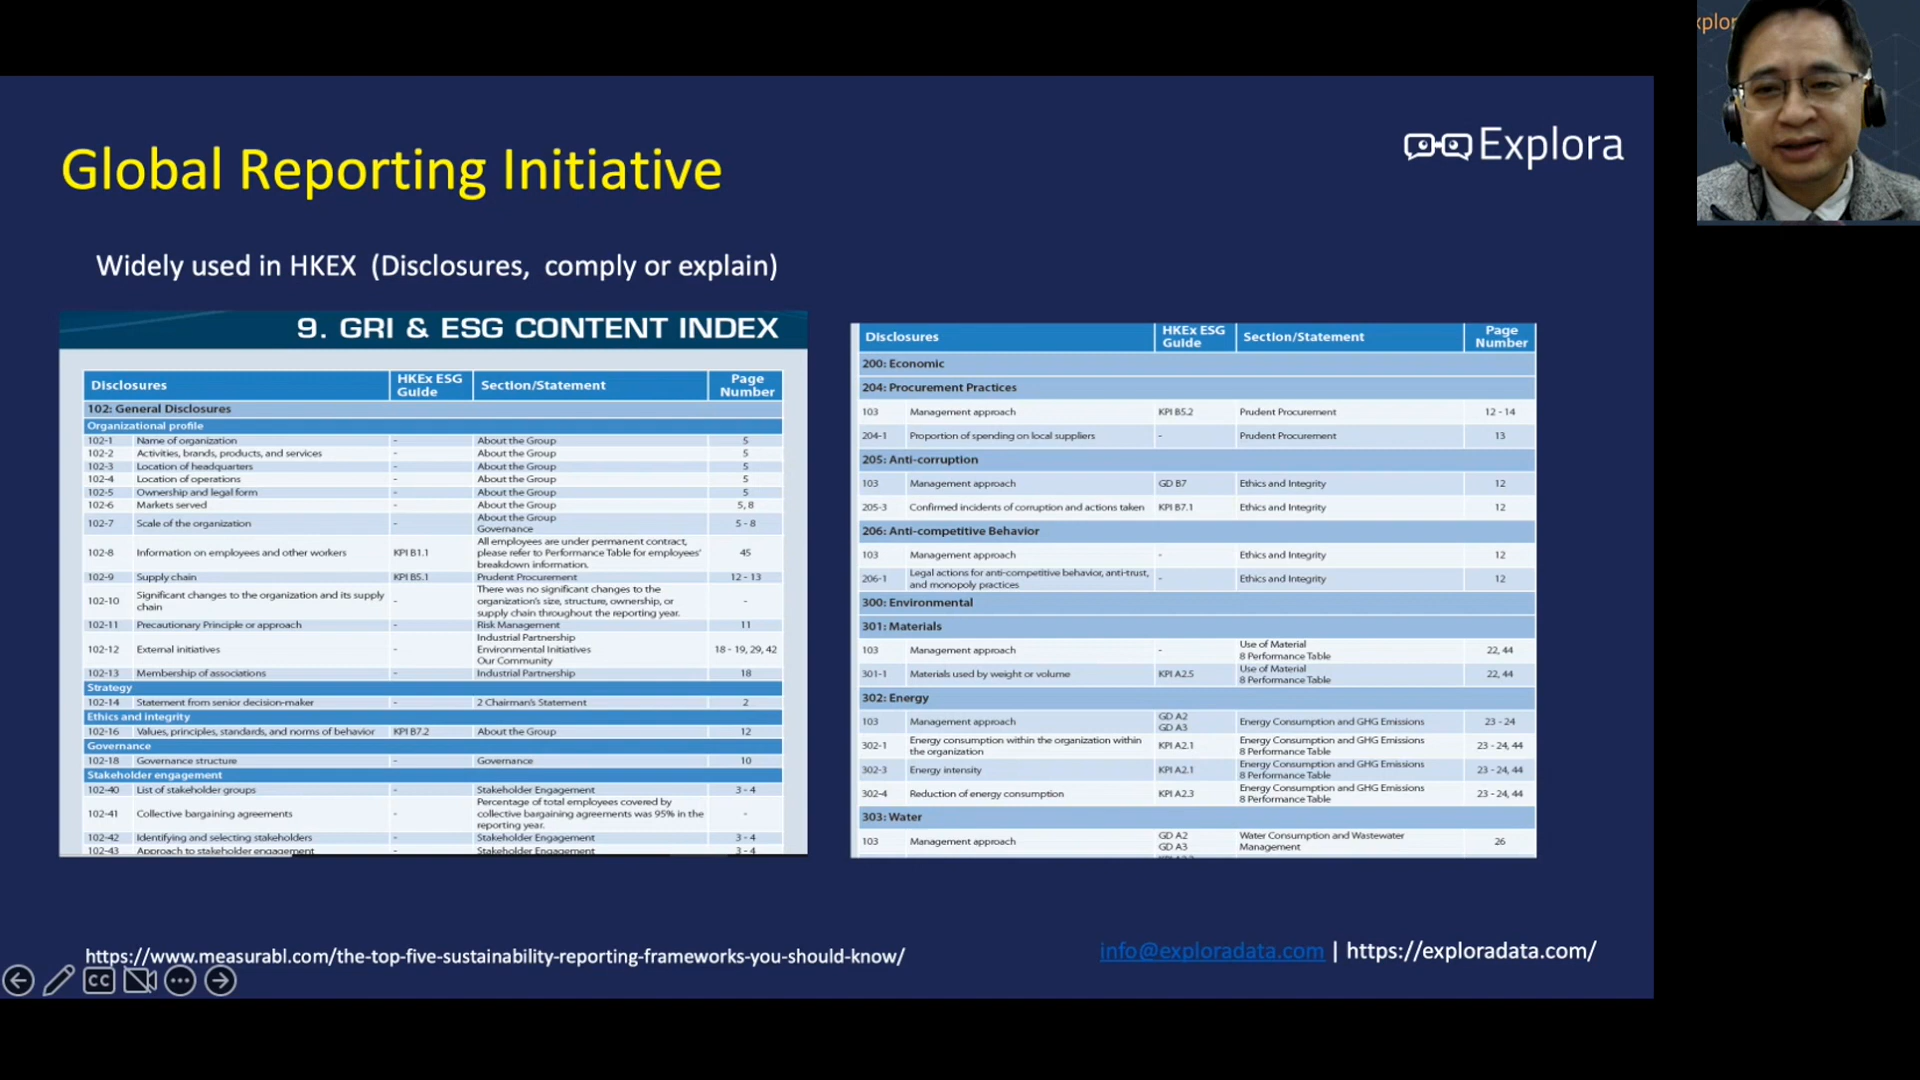 xplor
Explora
Global Reporting Initiative
Widely used in HKEX (Disclosures, comply or explain)
9. GRI & ESG CONTENT INDEX
Disclosures HKEx ESG Guide Section/Statement Page Number
102: General Disclosures
Organizational profile
102-1 Name of organization - About the Group 5
102-2 Activities, brands, products, and services - About the Group 5
102-3 Location of headquarters - About the Group 5
102-4 Location of operations - About the Group 5
102-5 Ownership and legal form - About the Group 5
102-6 Markets served - About the Group 5, 8
102-7 Scale of the organization - About the Group Governance 5 - 8
102-8 Information on employees and other workers KPI B1.1 All employees are under permanent contract, please refer to Performance Table for employees' breakdown information. 45
102-9 Supply chain KPI B5.1 Prudent Procurement 12 - 13
102-10 Significant changes to the organization and its supply chain - There was no significant changes to the organization's size, structure, ownership, or supply chain throughout the reporting year. -
102-11 Precautionary Principle or approach - Risk Management 11
102-12 External initiatives - Industrial Partnership Environmental Initiatives Our Community 18 - 19, 29, 42
102-13 Membership of associations - Industrial Partnership 18
Strategy
102-14 Statement from senior decision-maker - 2 Chairman's Statement 2
Ethics and integrity
102-16 Values, principles, standards, and norms of behavior KPI B7.2 About the Group 12
Governance
102-18 Governance structure - Governance 10
Stakeholder engagement
102-40 List of stakeholder groups - Stakeholder Engagement 3 - 4
102-41 Collective bargaining agreements - Percentage of total employees covered by collective bargaining agreements was 95% in the reporting year. -
102-42 Identifying and selecting stakeholders - Stakeholder Engagement 3 - 4
102-43 Approach to stakeholder engagement - Stakeholder Engagement 3 - 4
Disclosures HKEx ESG Guide Section/Statement Page Number
200: Economic
204: Procurement Practices
103 Management approach KPI B5.2 Prudent Procurement 12 - 14
204-1 Proportion of spending on local suppliers - Prudent Procurement 13
205: Anti-corruption
103 Management approach GD B7 Ethics and Integrity 12
205-3 Confirmed incidents of corruption and actions taken KPI B7.1 Ethics and Integrity 12
206: Anti-competitive Behavior
103 Management approach - Ethics and Integrity 12
206-1 Legal actions for anti-competitive behavior, anti-trust, and monopoly practices - Ethics and Integrity 12
300: Environmental
301: Materials
103 Management approach - Use of Material 8 Performance Table 22, 44
301-1 Materials used by weight or volume KPI A2.5 Use of Material 8 Performance Table 22, 44
302: Energy
103 Management approach GD A2 GD A3 Energy Consumption and GHG Emissions 23 - 24
302-1 Energy consumption within the organization within the organization KPI A2.1 Energy Consumption and GHG Emissions 8 Performance Table 23 - 24, 44
302-3 Energy intensity KPI A2.1 Energy Consumption and GHG Emissions 8 Performance Table 23 - 24, 44
302-4 Reduction of energy consumption KPI A2.3 Energy Consumption and GHG Emissions 8 Performance Table 23 - 24, 44
303: Water
103 Management approach GD A2 GD A3 Water Consumption and Wastewater Management 26
https://www.measurabl.com/the-top-five-sustainability-reporting-frameworks-you-should-know/
info@exploradata.com | https://exploradata.com/
CC